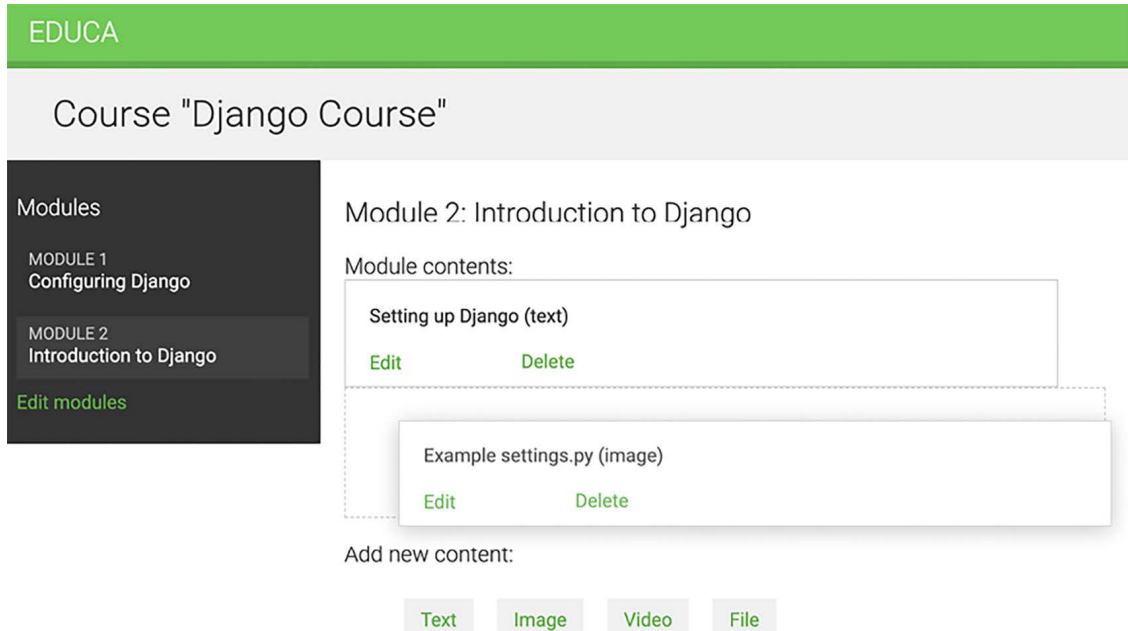 EDUCA
Course "Django Course"
Modules
MODULE 1
Configuring Django
MODULE 2
Introduction to Django
Edit modules
Module 2: Introduction to Django
Module contents:
Setting up Django (text)
Edit Delete
Example settings.py (image)
Edit Delete
Add new content:
Text Image Video File